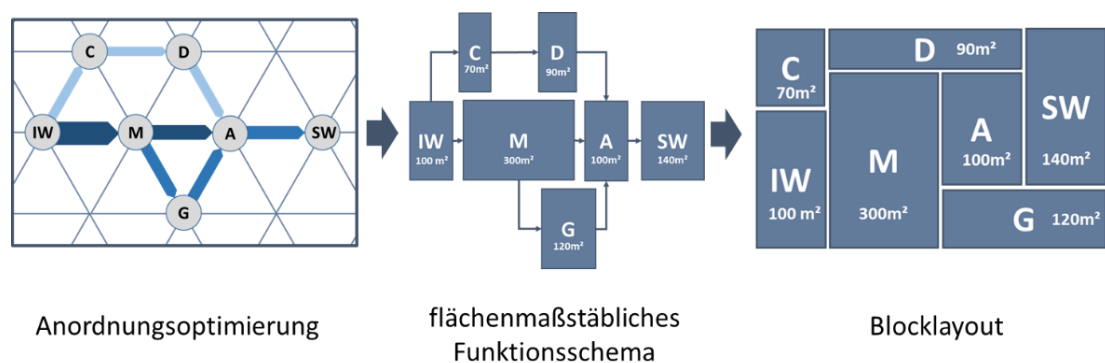 C
D
IW
M
A
SW
G
C
70m²
D
90m²
IW
100 m²
M
300m²
A
100m²
SW
140m²
G
120m²
D 90m²
C
70m²
SW
140m²
A
100m²
M
300m²
IW
100 m²
G 120m²
Anordnungsoptimierung
flächenmaßstäbliches
Funktionsschema
Blocklayout